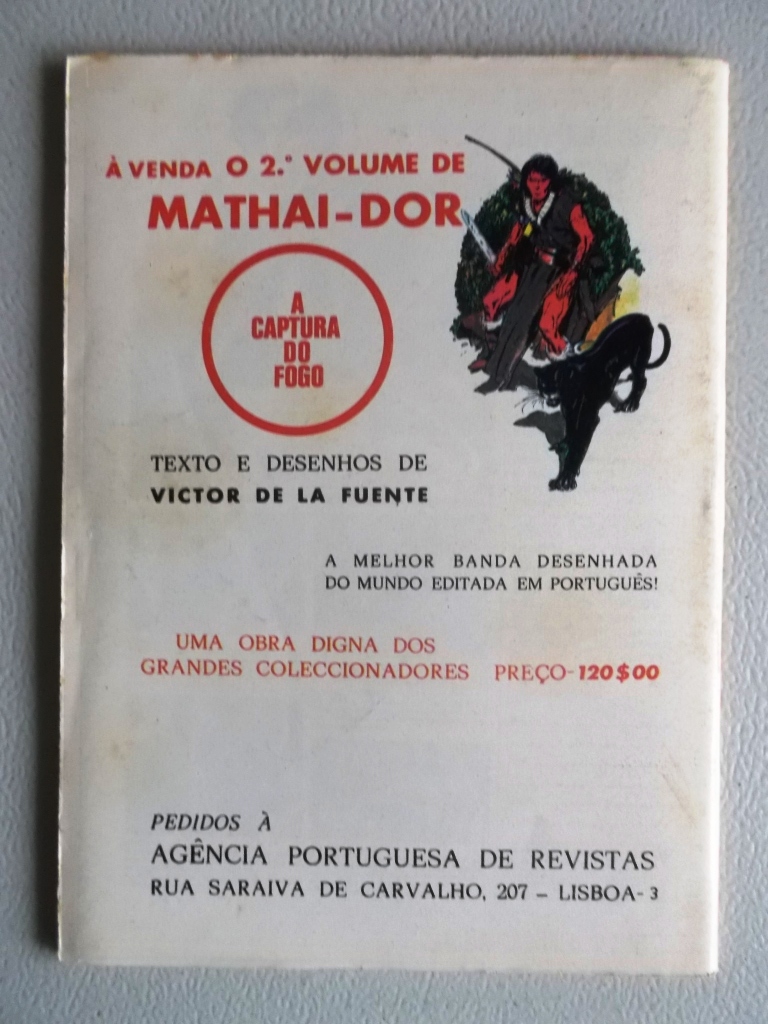 À VENDA O 2.º VOLUME DE
MATHAI-DOR
A
CAPTURA
DO
FOGO
TEXTO E DESENHOS DE
VICTOR DE LA FUENTE
A MELHOR BANDA DESENHADA
DO MUNDO EDITADA EM PORTUGUÊS!
UMA OBRA DIGNA DOS
GRANDES COLECCIONADORES PREÇO-120$00
PEDIDOS À
AGÊNCIA PORTUGUESA DE REVISTAS
RUA SARAIVA DE CARVALHO, 207 – LISBOA-3